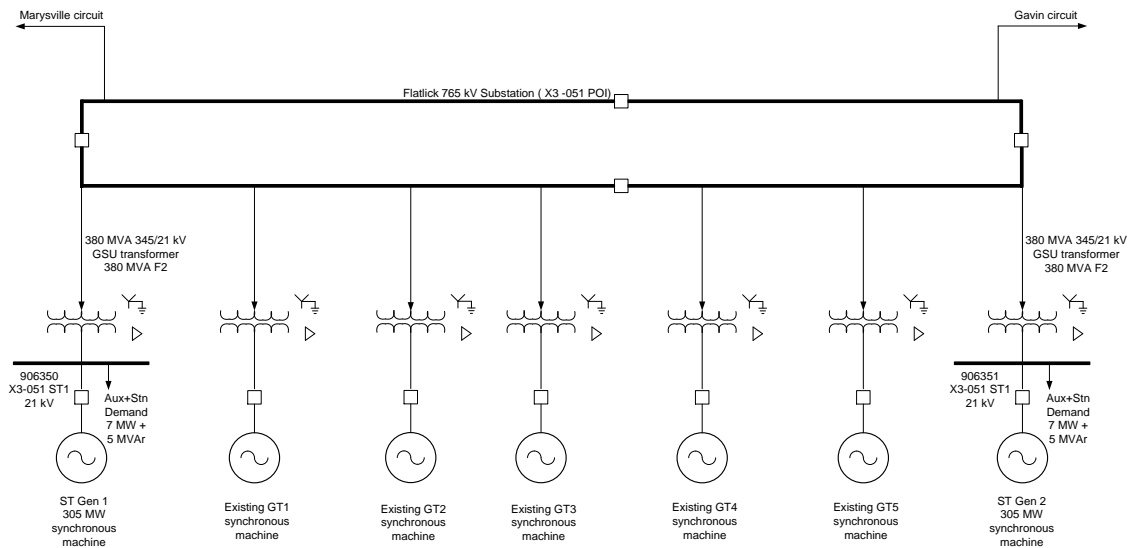 Marysville circuit
Gavin circuit
Flatlick 765 kV Substation ( X3 -051 POI)
380 MVA 345/21 kV
GSU transformer
380 MVA F2
380 MVA 345/21 kV
GSU transformer
380 MVA F2
906350
X3-051 ST1
21 kV
Aux+Stn
Demand
7 MW +
5 MVAr
906351
X3-051 ST1
21 kV
Aux+Stn
Demand
7 MW +
5 MVAr
ST Gen 1
305 MW
synchronous
machine
Existing GT1
synchronous
machine
Existing GT2
synchronous
machine
Existing GT3
synchronous
machine
Existing GT4
synchronous
machine
Existing GT5
synchronous
machine
ST Gen 2
305 MW
synchronous
machine